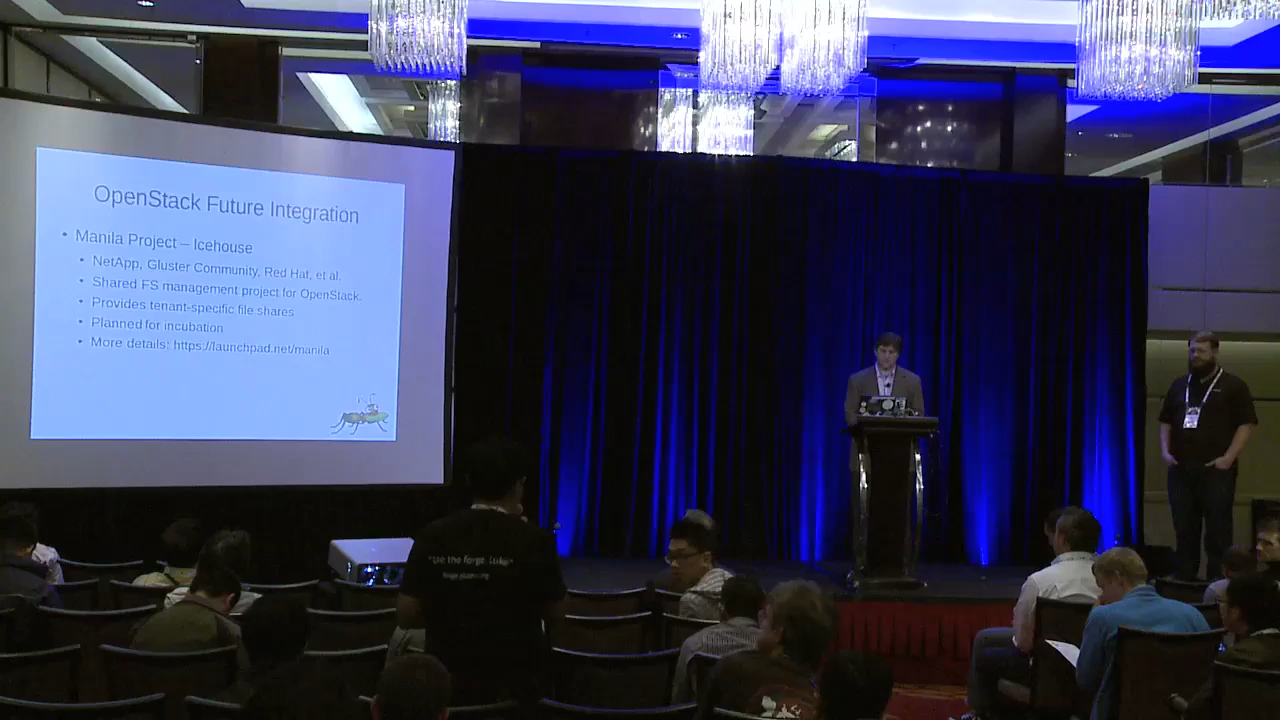 OpenStack Future Integration
• Manila Project – Icehouse
• NetApp, Gluster Community, Red Hat, et al.
• Shared FS management project for OpenStack.
• Provides tenant-specific file shares
• Planned for incubation
• More details: https://launchpad.net/manila
"Use the forge, Luke"